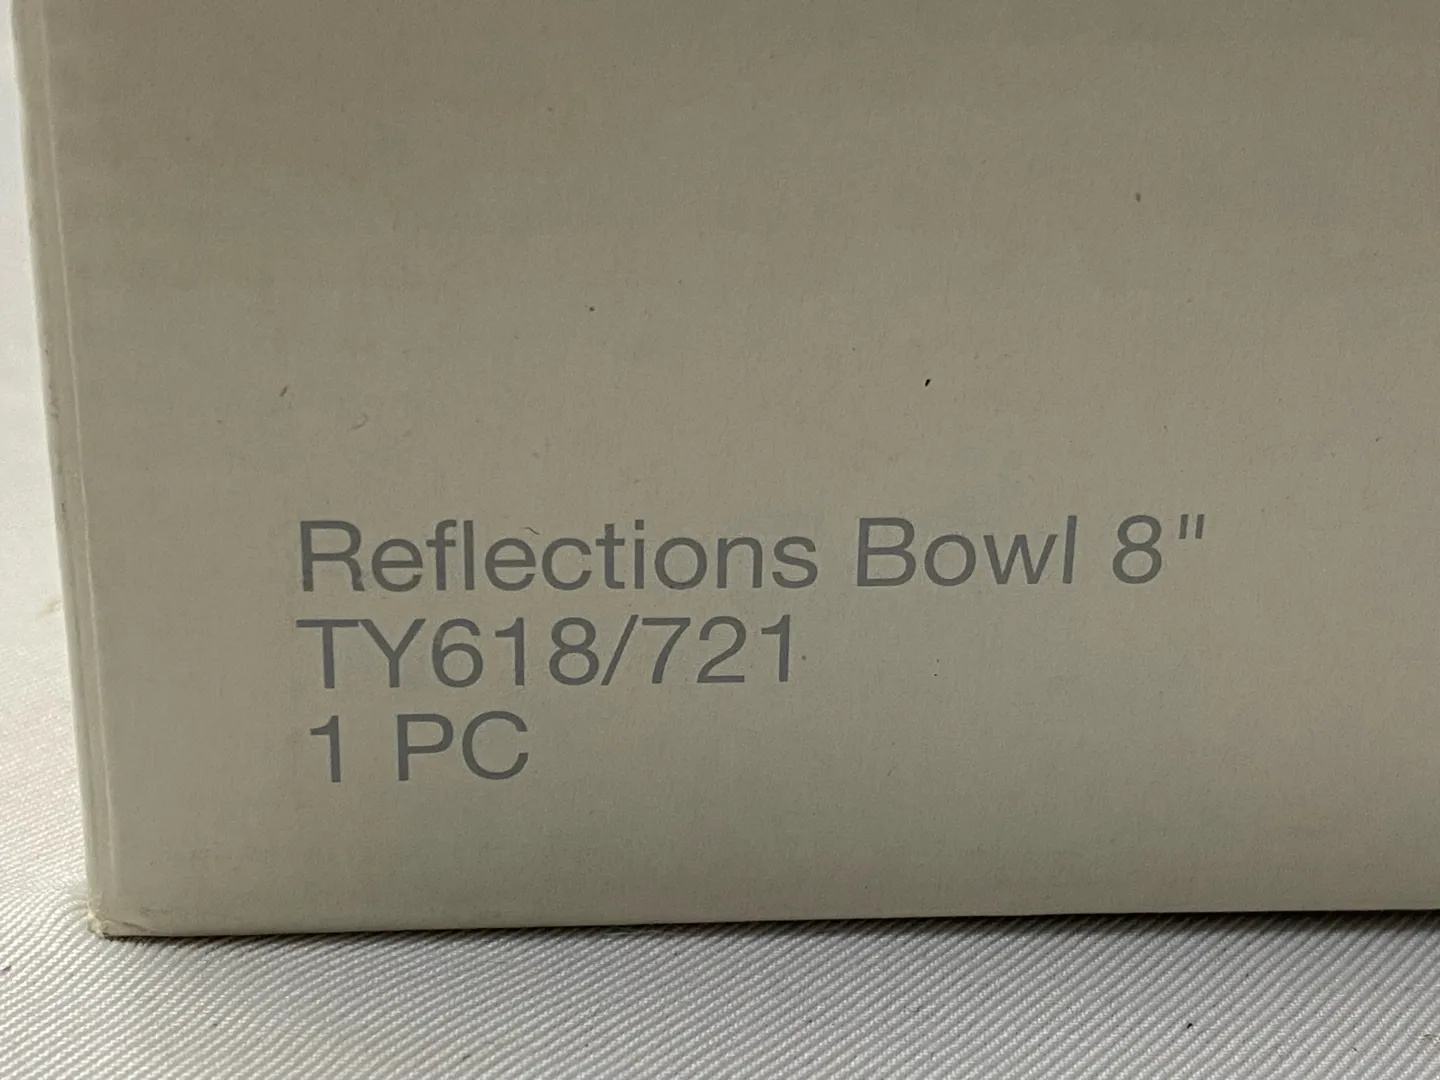 Reflections Bowl 8"
TY618/721
1 PC